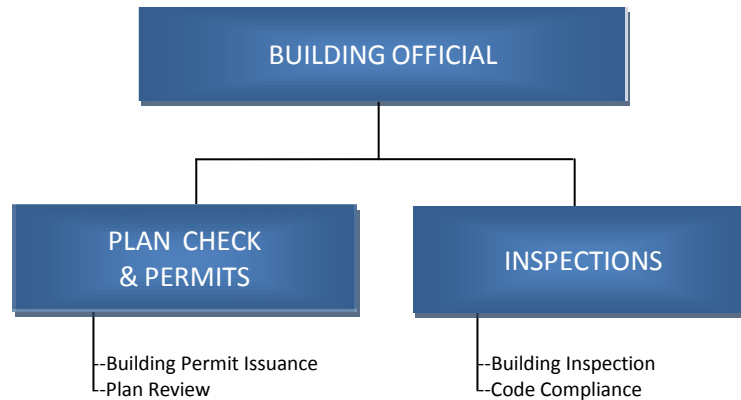 BUILDING OFFICIAL
PLAN CHECK
& PERMITS
--Building Permit Issuance
--Plan Review
INSPECTIONS
--Building Inspection
--Code Compliance